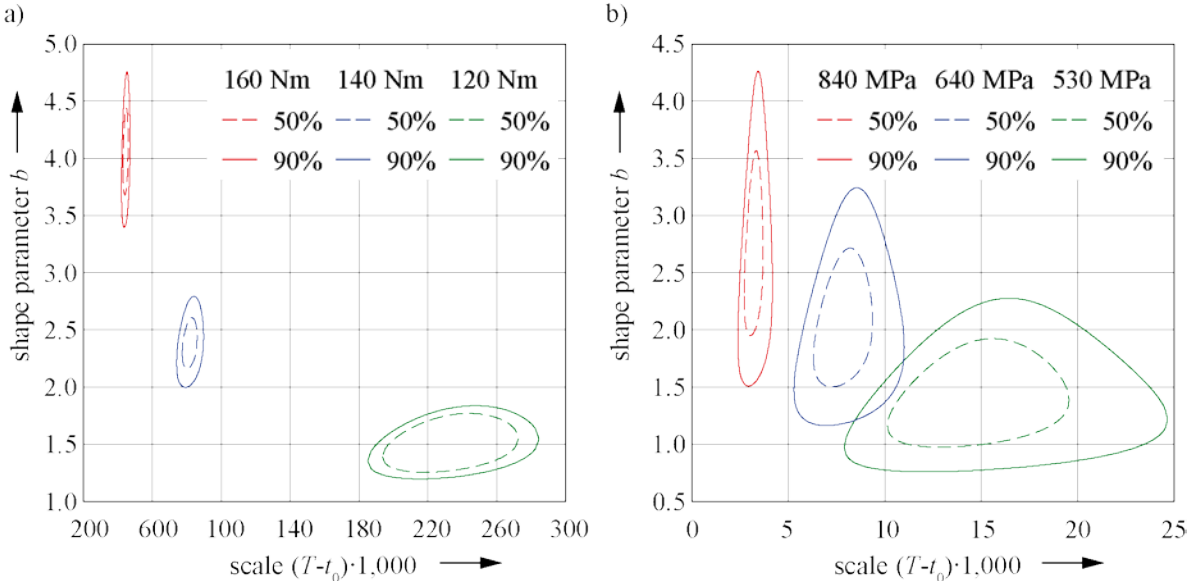 a)
5.0
4.5
4.0
3.5
3.0
2.5
2.0
1.5
1.0
shape parameter b
160 Nm 140 Nm 120 Nm
50% 50% 50%
90% 90% 90%
200 600 100 140 180 220 260 300
scale (T-t₀)·1,000
b)
4.5
4.0
3.5
3.0
2.5
2.0
1.5
1.0
0.5
shape parameter b
840 MPa 640 MPa 530 MPa
50% 50% 50%
90% 90% 90%
0 5 10 15 20 25
scale (T-t₀)·1,000